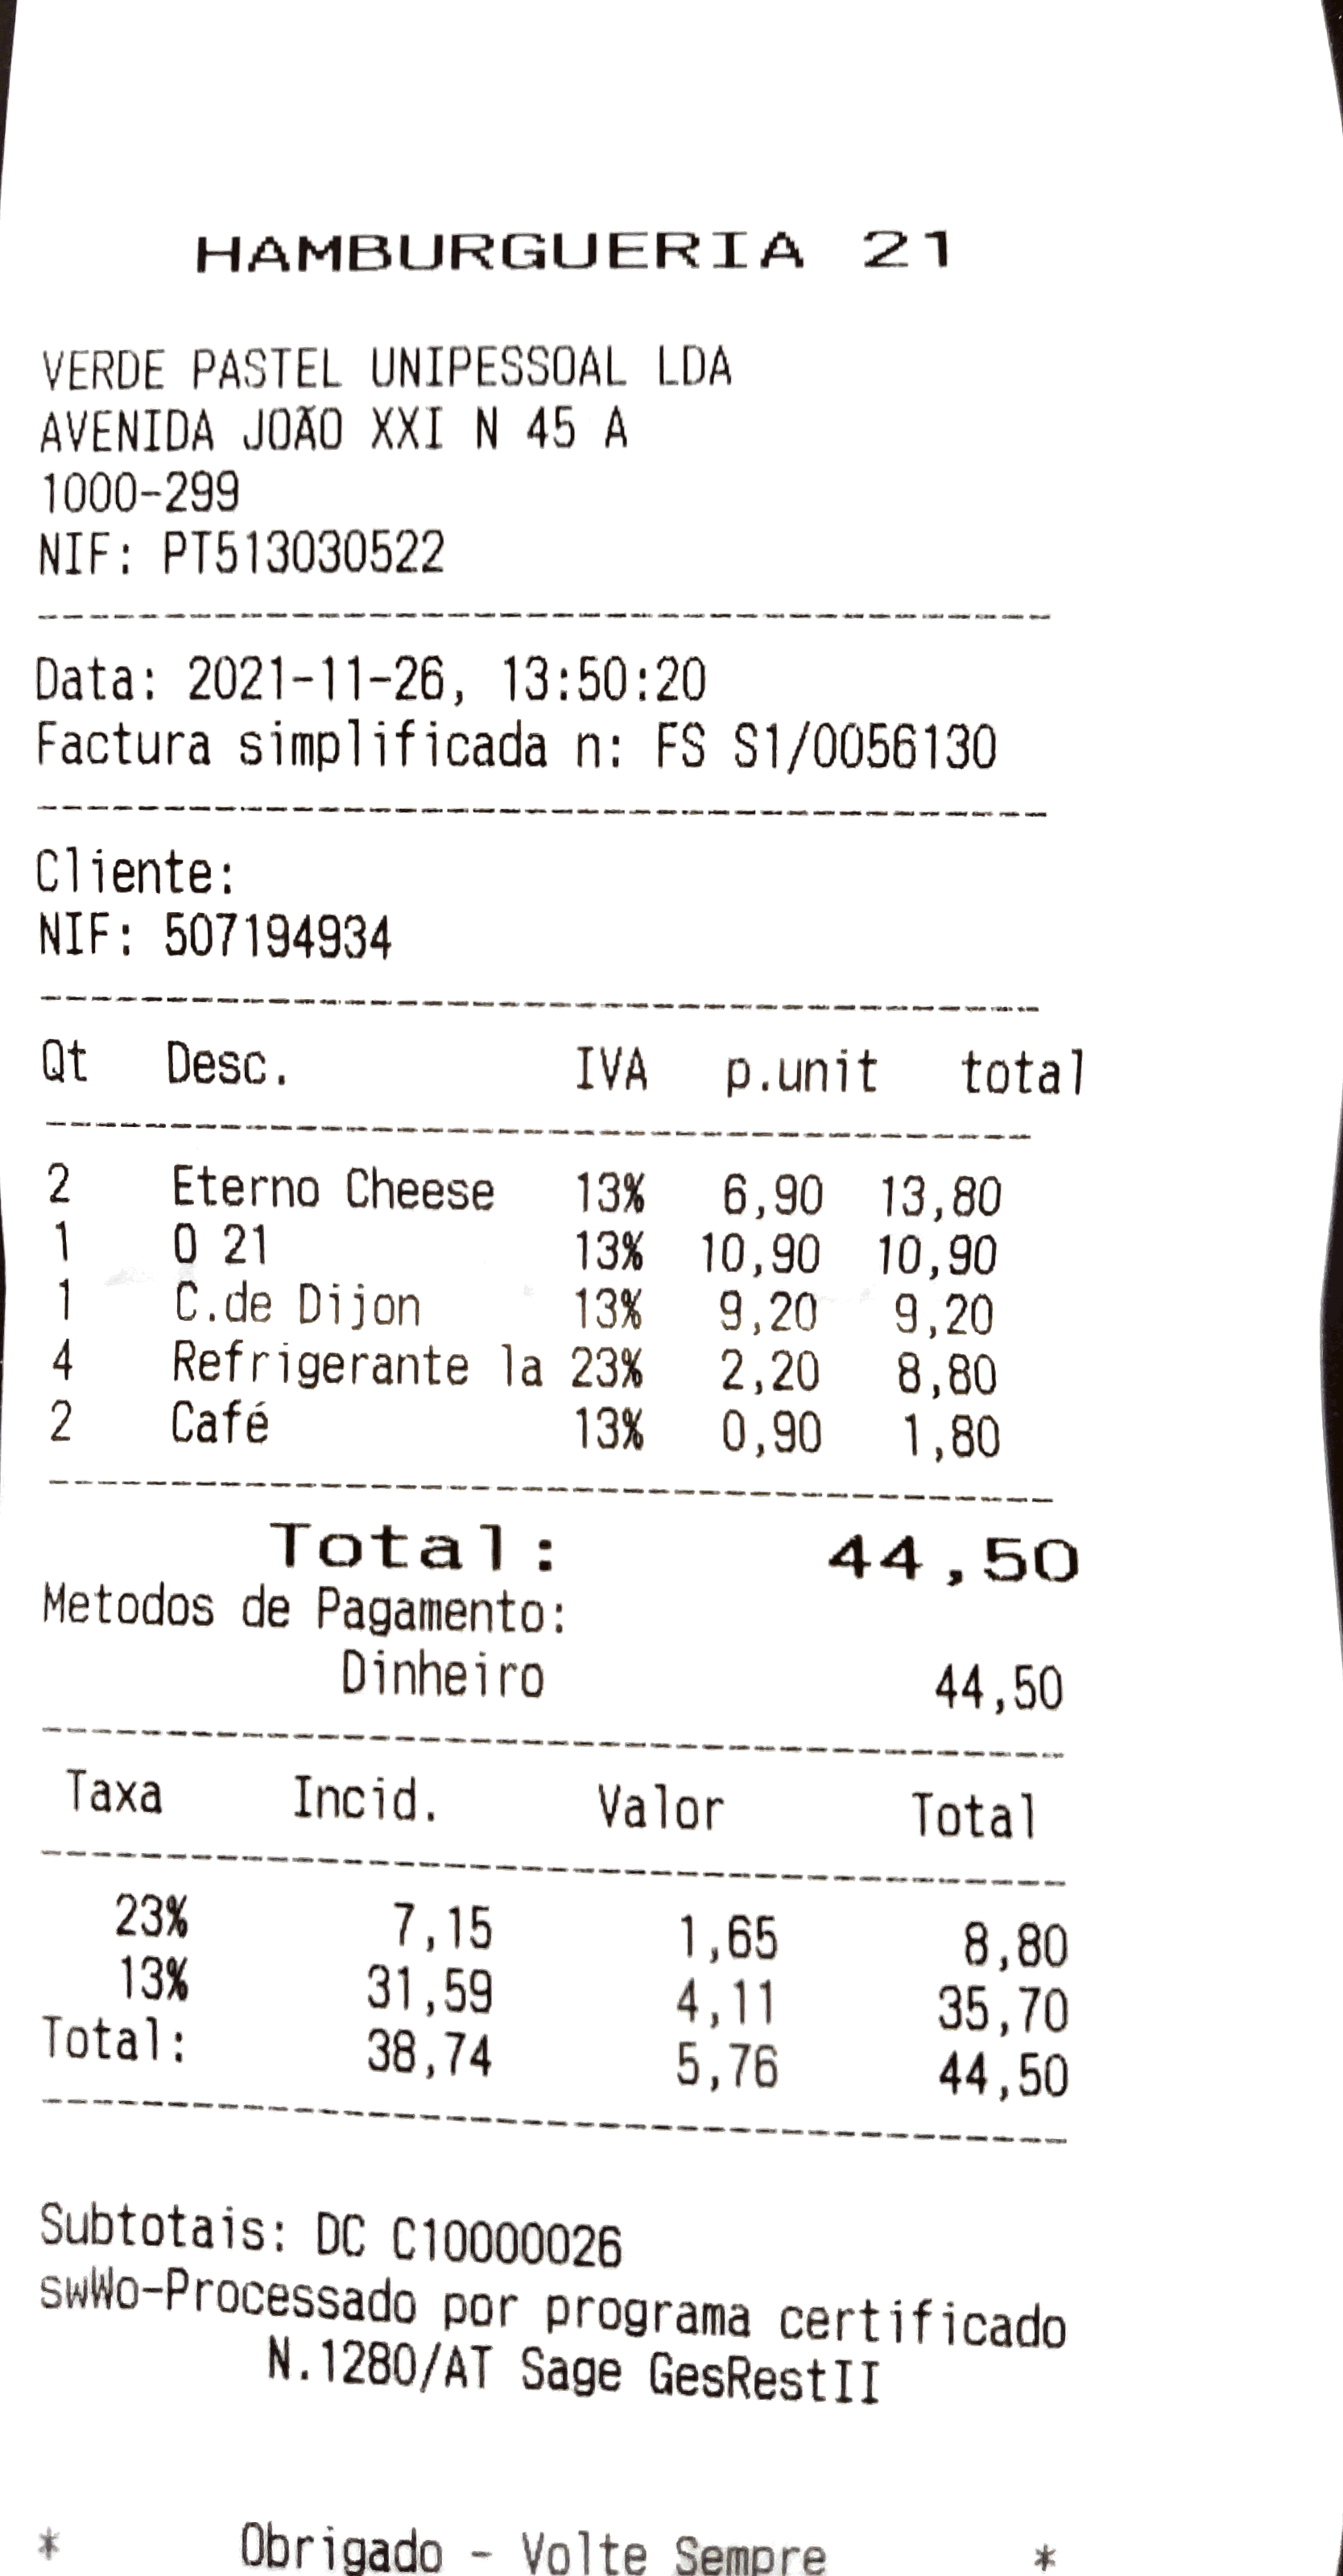 HAMBURGUERIA 21
VERDE PASTEL UNIPESSOAL LDA
AVENIDA JOÃO XXI N 45 A
1000-299
NIF: PT513030522
Data: 2021-11-26, 13:50:20
Factura simplificada n: FS S1/0056130
Cliente:
NIF: 507194934
Qt Desc. IVA p.unit total
2 Eterno Cheese 13% 6,90 13,80
1 O 21 13% 10,90 10,90
1 C.de Dijon 13% 9,20 9,20
4 Refrigerante la 23% 2,20 8,80
2 Café 13% 0,90 1,80
Total: 44,50
Metodos de Pagamento:
Dinheiro 44,50
Taxa Incid. Valor Total
23% 7,15 1,65 8,80
13% 31,59 4,11 35,70
Total: 38,74 5,76 44,50
Subtotais: DC C10000026
swWo-Processado por programa certificado
N.1280/AT Sage GesRestII
* Obrigado - Volte Sempre *